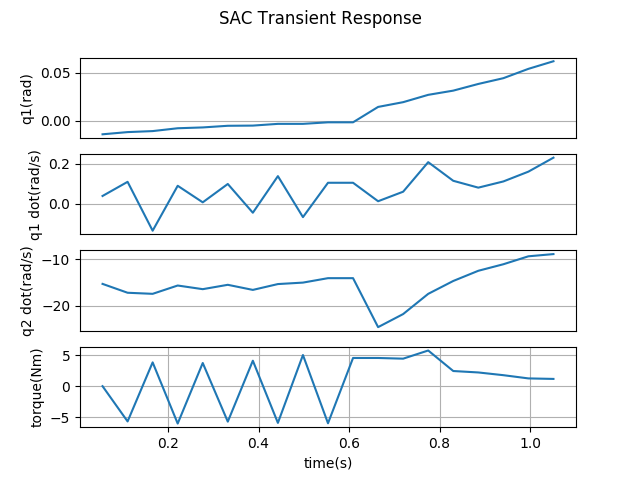 SAC Transient Response
q1(rad)
0.05
0.00
q1 dot(rad/s)
0.2
0.0
q2 dot(rad/s)
−10
−20
torque(Nm)
5
0
−5
0.2 0.4 0.6 0.8 1.0
time(s)